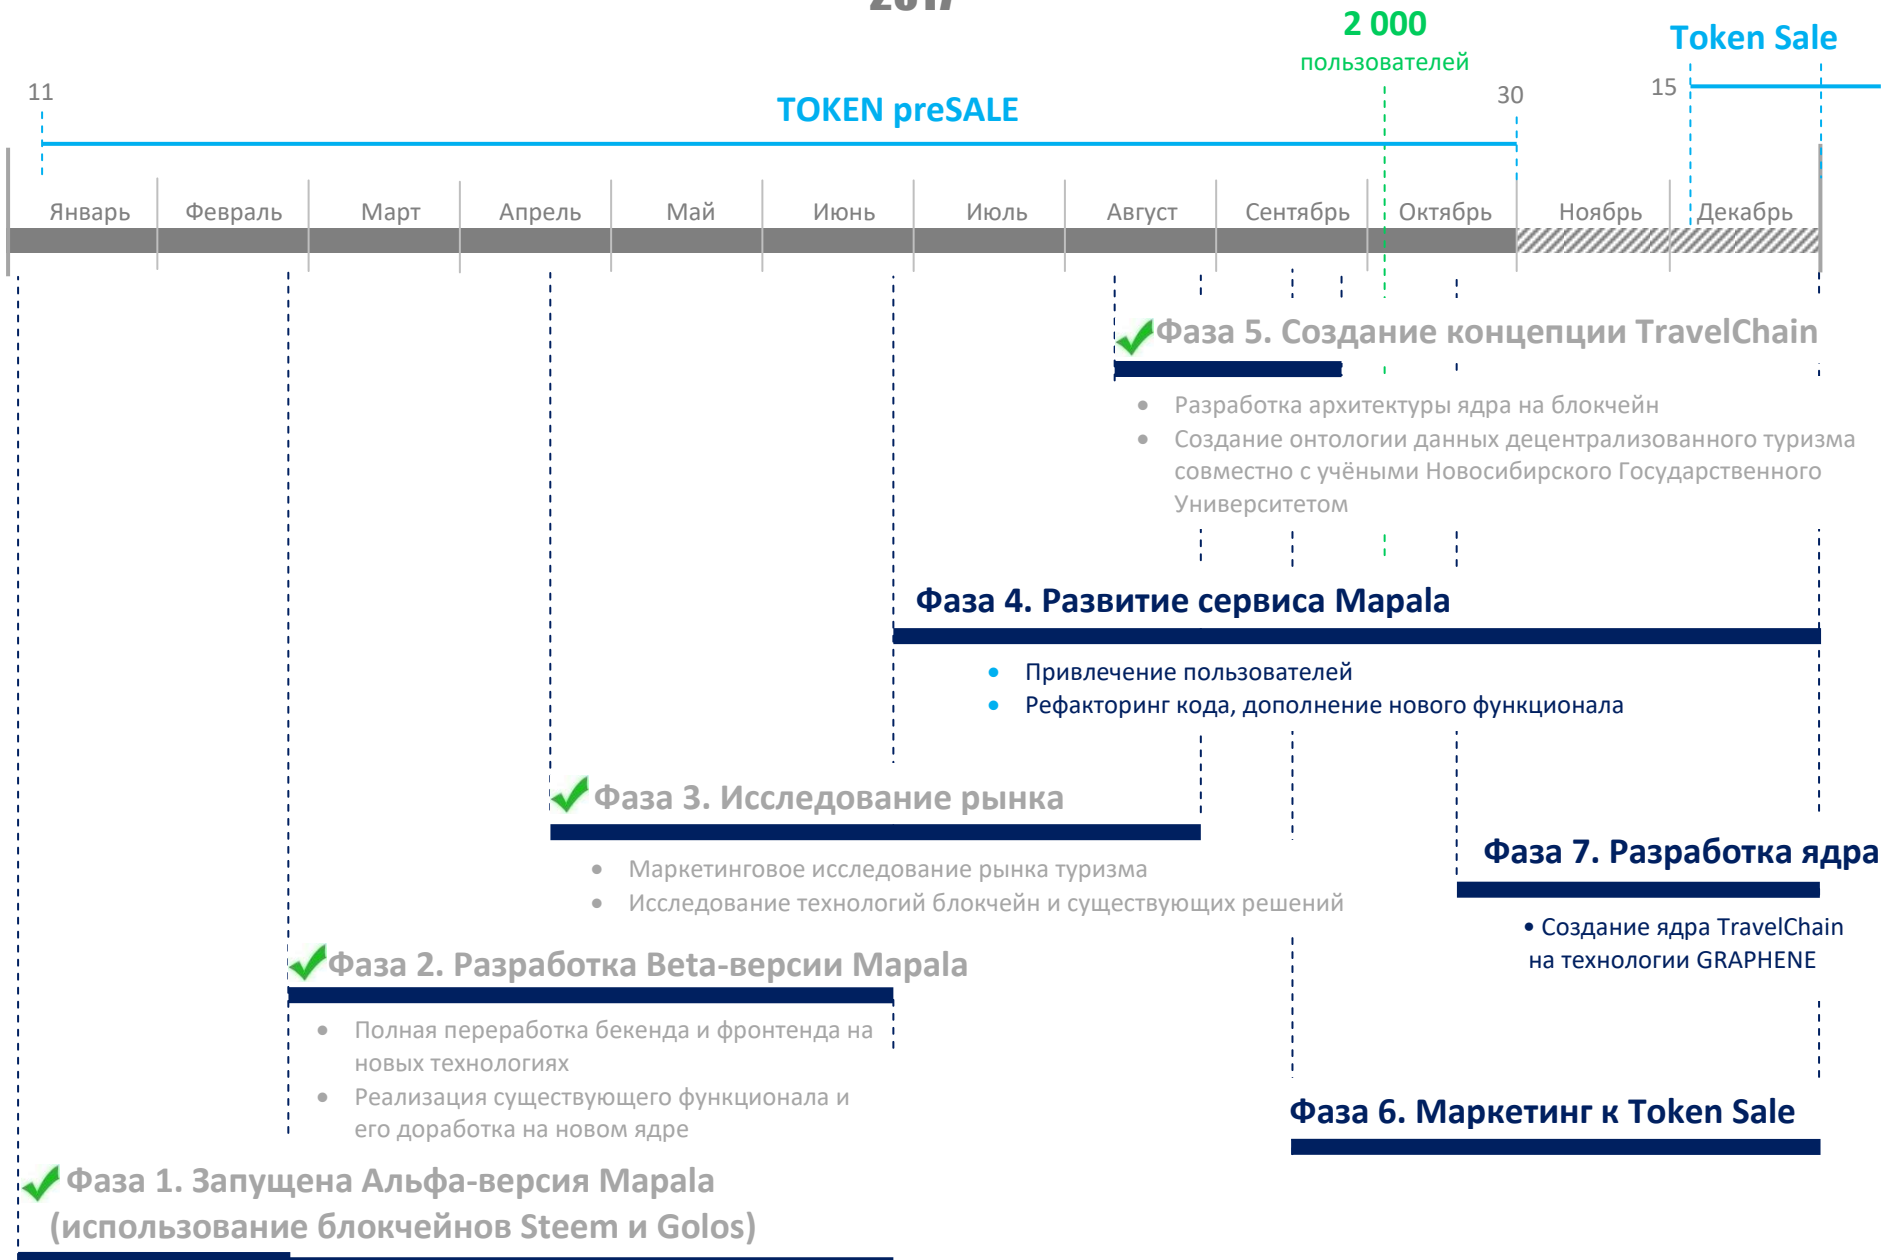 2017
2 000
пользователей
Token Sale
11
TOKEN preSALE
30
15
Январь
Февраль
Март
Апрель
Май
Июнь
Июль
Август
Сентябрь
Октябрь
Ноябрь
Декабрь
Фаза 5. Создание концепции TravelChain
• Разработка архитектуры ядра на блокчейн
• Создание онтологии данных децентрализованного туризма
совместно с учёными Новосибирского Государственного
Университетом
Фаза 4. Развитие сервиса Mapala
• Привлечение пользователей
• Рефакторинг кода, дополнение нового функционала
Фаза 3. Исследование рынка
• Маркетинговое исследование рынка туризма
• Исследование технологий блокчейн и существующих решений
Фаза 7. Разработка ядра
• Создание ядра TravelChain
на технологии GRAPHENE
Фаза 2. Разработка Beta-версии Mapala
• Полная переработка бекенда и фронтенда на
новых технологиях
• Реализация существующего функционала и
его доработка на новом ядре
Фаза 6. Маркетинг к Token Sale
Фаза 1. Запущена Альфа-версия Mapala
(использование блокчейнов Steem и Golos)